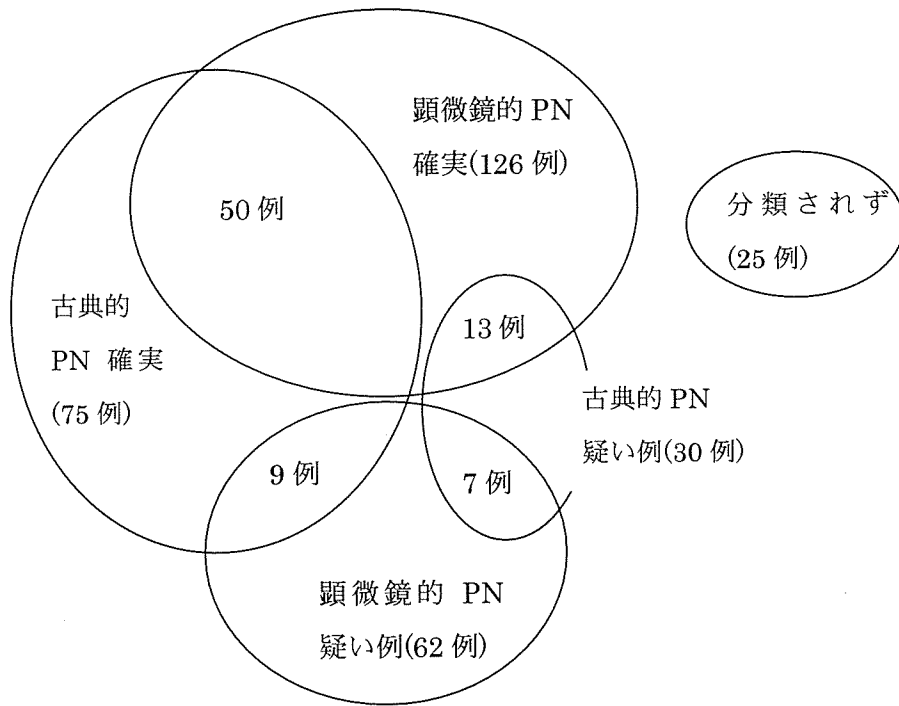 顕微鏡的 PN
確実(126 例)
50 例
分類されず
(25 例)
古典的
PN 確実
(75 例)
13 例
古典的 PN
疑い例(30 例)
9 例
7 例
顕微鏡的 PN
疑い例(62 例)